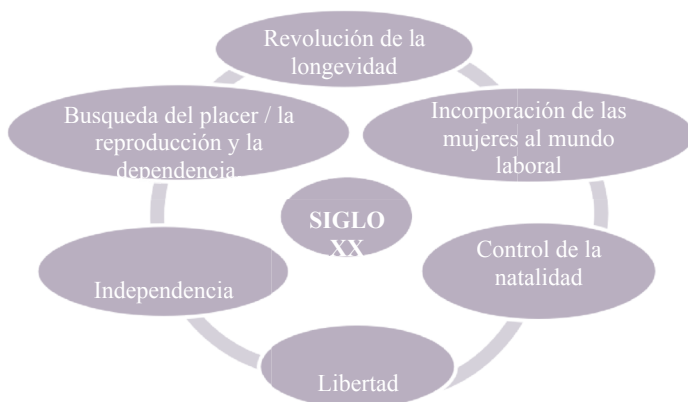 Revolución de la
longevidad
Incorporación de las
mujeres al mundo
laboral
Control de la
natalidad
Libertad
Independencia
Busqueda del placer / la
reproducción y la
dependencia
SIGLO
XX